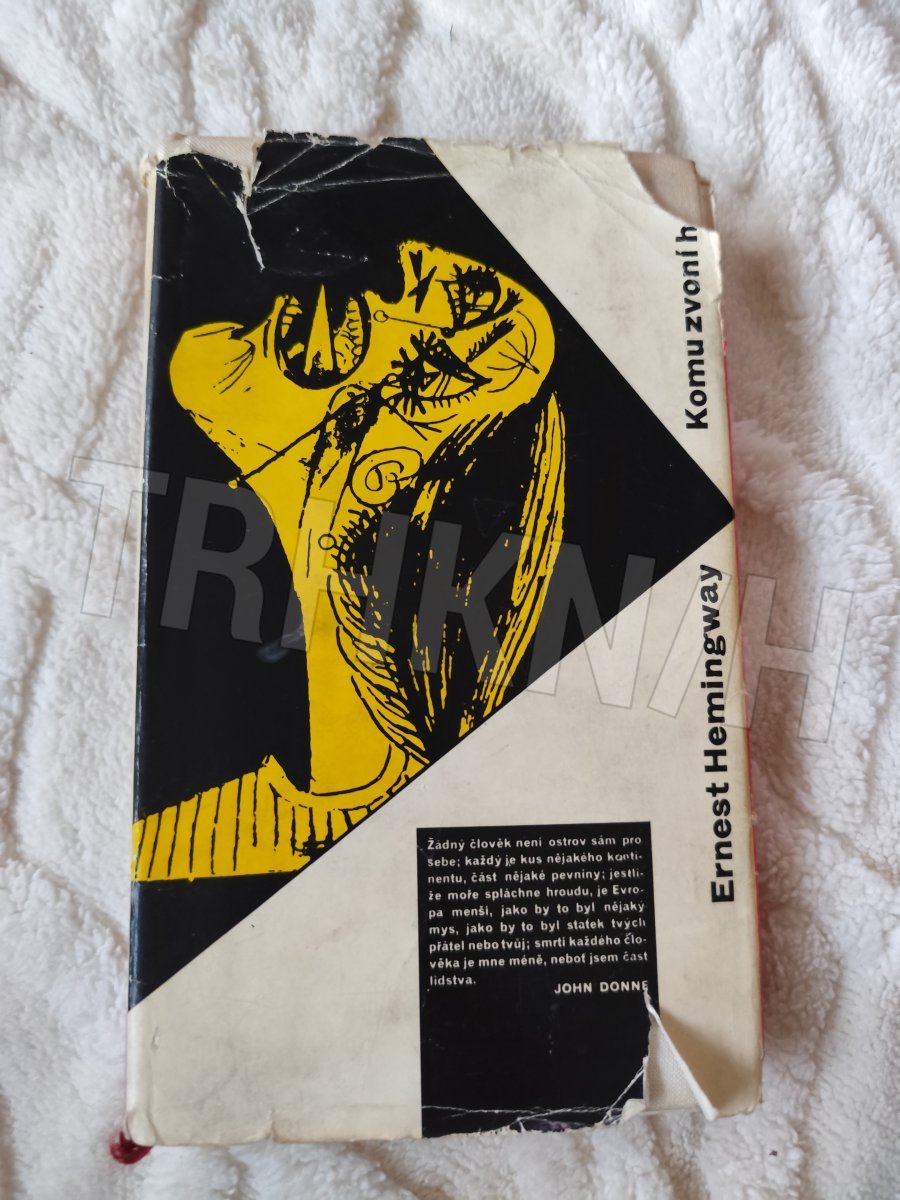 Komu zvoní h
Ernest Hemingway
Žádný člověk není ostrov sám pro
sebe; každý je kus nějakého konti-
nentu, část nějaké pevniny; jestli-
že moře spláchne hroudu, je Evro-
pa menší, jako by to byl nějaký
mys, jako by to byl statek tvých
přátel nebo tvůj; smrtí každého člo-
věka je mne méně, neboť jsem část
lidstva.
JOHN DONNE
TRHKNIH